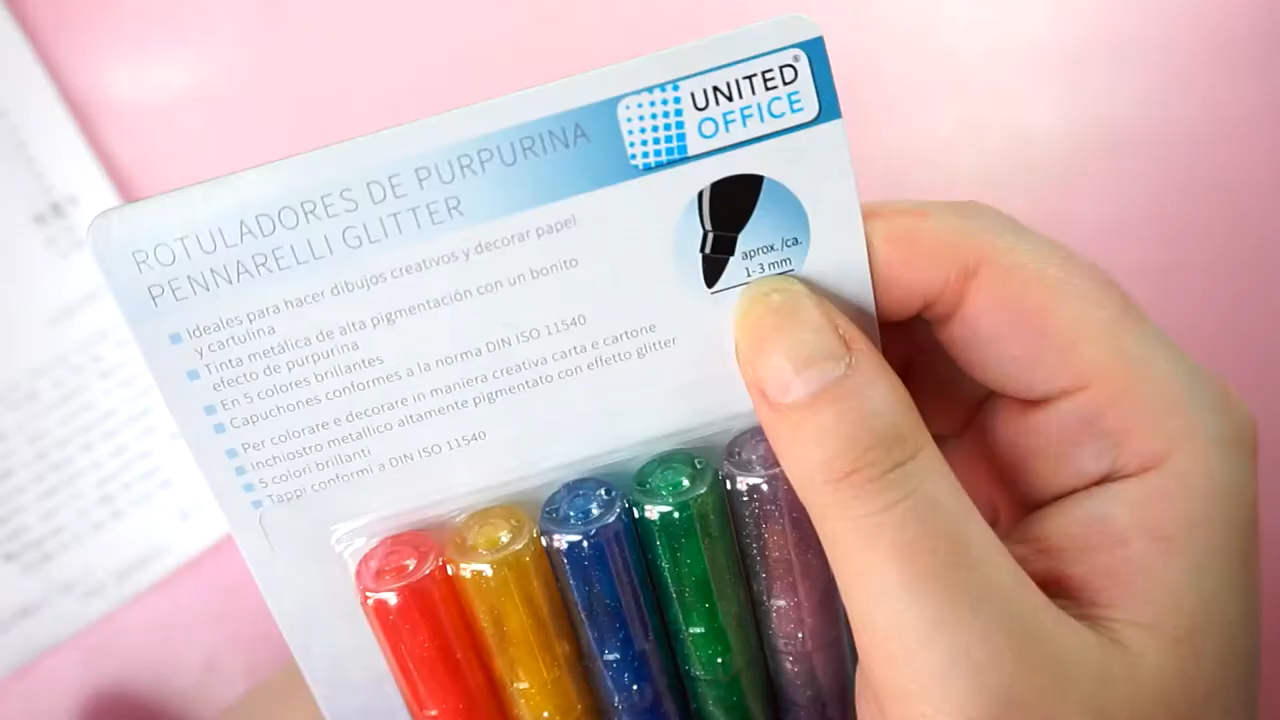 UNITED®
OFFICE
ROTULADORES DE PURPURINA
PENNARELLI GLITTER
aprox./ca.
1-3 mm
Ideales para hacer dibujos creativos y decorar papel
y cartulina
Tinta metálica de alta pigmentación con un bonito
efecto de purpurina
En 5 colores brillantes
Capuchones conformes a la norma DIN ISO 11540
Per colorare e decorare in maniera creativa carta e cartone
Inchiostro metallico altamente pigmentato con effetto glitter
5 colori brillanti
Tappi conformi a DIN ISO 11540